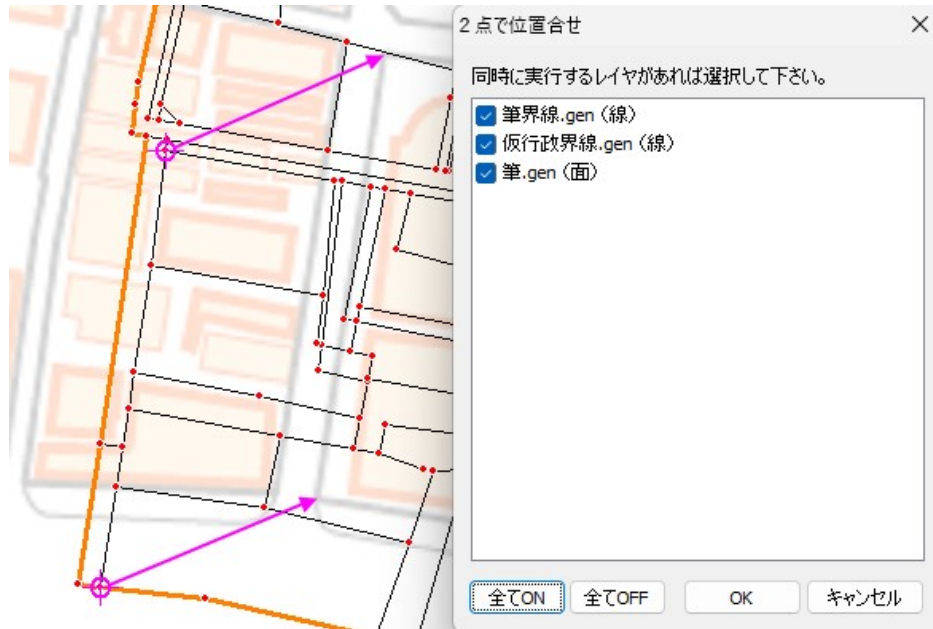 2点で位置合せ
同時に実行するレイヤがあれば選択して下さい。
筆界線.gen（線）
仮行政界線.gen（線）
筆.gen（面）
全てON
全てOFF
OK
キャンセル